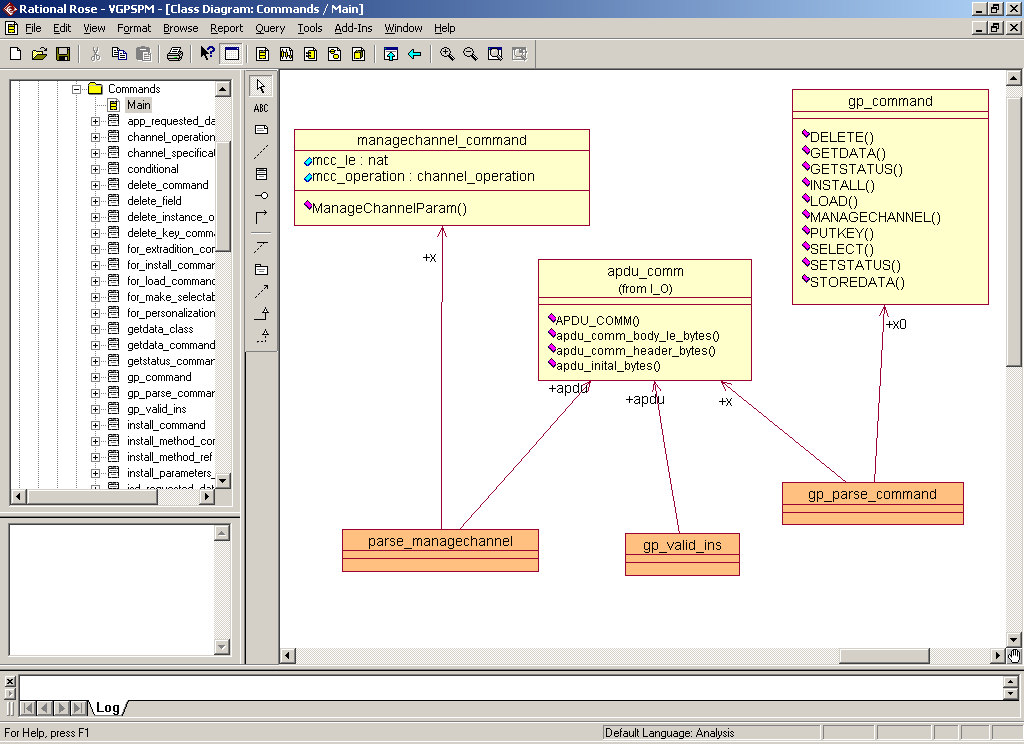 Rational Rose - VGPSPM - [Class Diagram: Commands / Main]
File Edit View Format Browse Report Query Tools Add-Ins Window Help
Commands
Main
app_requested_da
channel_operation
channel_specificat
conditional
delete_command
delete_field
delete_instance_o
delete_key_comma
for_extradition_cor
for_install_commar
for_load_command
for_make_selectab
for_personalization
getdata_class
getdata_command
getstatus_commar
gp_command
gp_parse_commar
gp_valid_ins
install_command
install_method_cor
install_method_ref
install_parameters_
ABC
managechannel_command
mcc_le : nat
mcc_operation : channel_operation
ManageChannelParam()
+x
gp_command
DELETE()
GETDATA()
GETSTATUS()
INSTALL()
LOAD()
MANAGECHANNEL()
PUTKEY()
SELECT()
SETSTATUS()
STOREDATA()
+x0
apdu_comm
(from I_O)
APDU_COMM()
apdu_comm_body_le_bytes()
apdu_comm_header_bytes()
apdu_inital_bytes()
+apdu
+apdu
+x
gp_parse_command
parse_managechannel
gp_valid_ins
Log
For Help, press F1
Default Language: Analysis